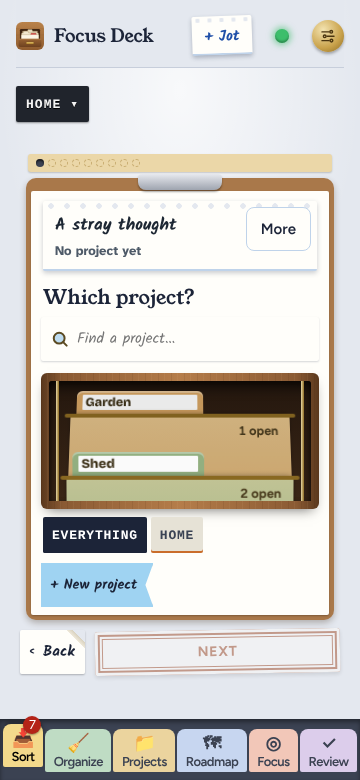 Focus Deck
+ Jot
HOME ▾
A stray thought
No project yet
More
Which project?
Find a project...
Garden
1 open
Shed
2 open
EVERYTHING
HOME
+ New project
‹ Back
NEXT
7
Sort
Organize
Projects
Roadmap
Focus
Review